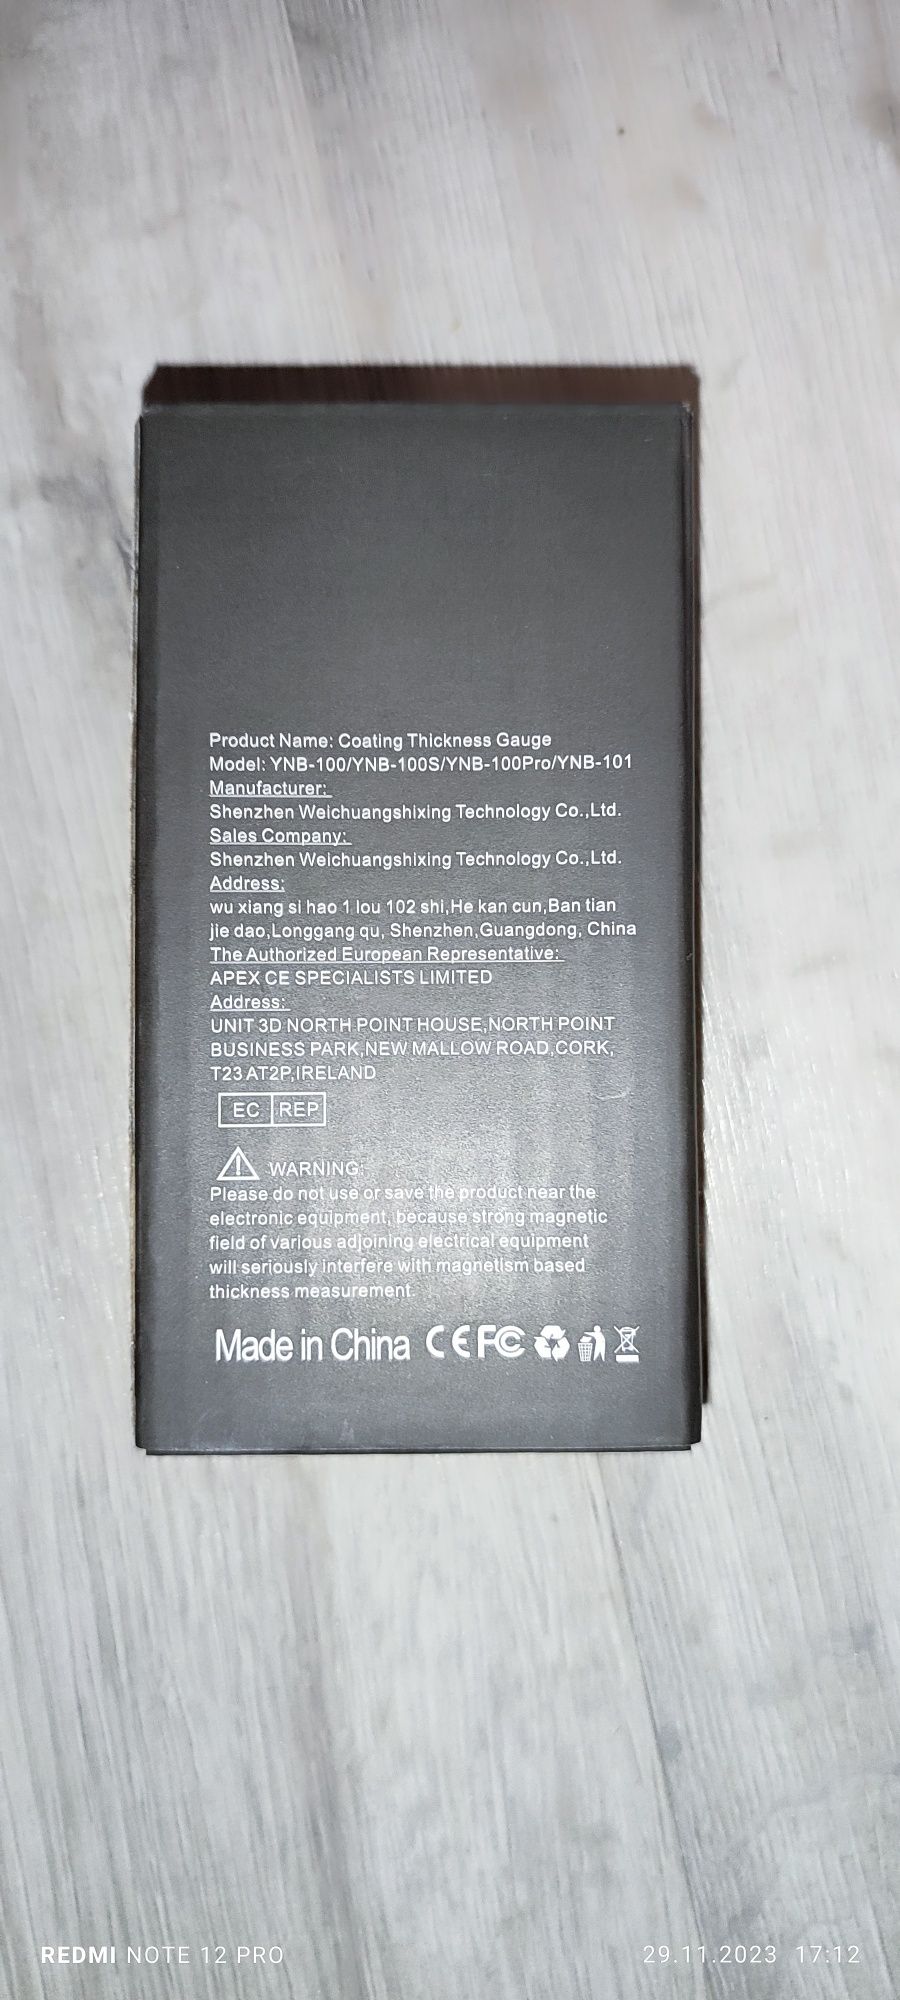 Product Name: Coating Thickness Gauge
Model: YNB-100/YNB-100S/YNB-100Pro/YNB-101
Manufacturer:
Shenzhen Weichuangshixing Technology Co.,Ltd.
Sales Company:
Shenzhen Weichuangshixing Technology Co.,Ltd.
Address:
wu xiang si hao 1 lou 102 shi,He kan cun,Ban tian
jie dao,Longgang qu, Shenzhen,Guangdong, China
The Authorized European Representative:
APEX CE SPECIALISTS LIMITED
Address:
UNIT 3D NORTH POINT HOUSE,NORTH POINT
BUSINESS PARK,NEW MALLOW ROAD,CORK,
T23 AT2P,IRELAND
EC REP
WARNING:
Please do not use or save the product near the
electronic equipment, because strong magnetic
field of various adjoining electrical equipment
will seriously interfere with magnetism based
thickness measurement.
Made in China CE FC
REDMI NOTE 12 PRO
29.11.2023 17:12